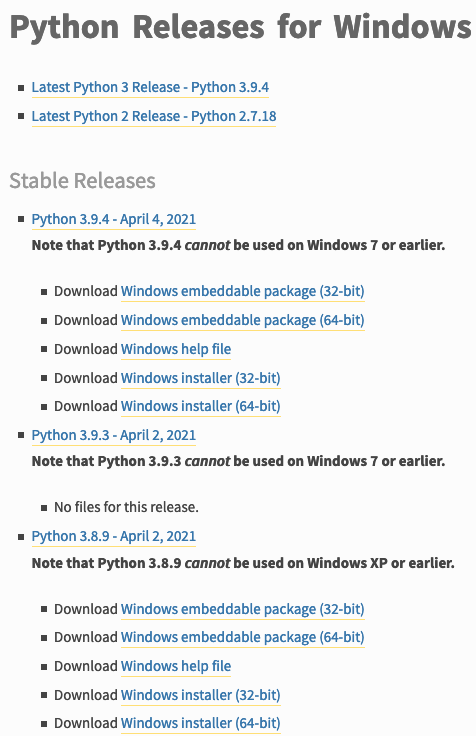 Python Releases for Windows
Latest Python 3 Release - Python 3.9.4
Latest Python 2 Release - Python 2.7.18
Stable Releases
Python 3.9.4 - April 4, 2021
Note that Python 3.9.4 cannot be used on Windows 7 or earlier.
Download Windows embeddable package (32-bit)
Download Windows embeddable package (64-bit)
Download Windows help file
Download Windows installer (32-bit)
Download Windows installer (64-bit)
Python 3.9.3 - April 2, 2021
Note that Python 3.9.3 cannot be used on Windows 7 or earlier.
No files for this release.
Python 3.8.9 - April 2, 2021
Note that Python 3.8.9 cannot be used on Windows XP or earlier.
Download Windows embeddable package (32-bit)
Download Windows embeddable package (64-bit)
Download Windows help file
Download Windows installer (32-bit)
Download Windows installer (64-bit)